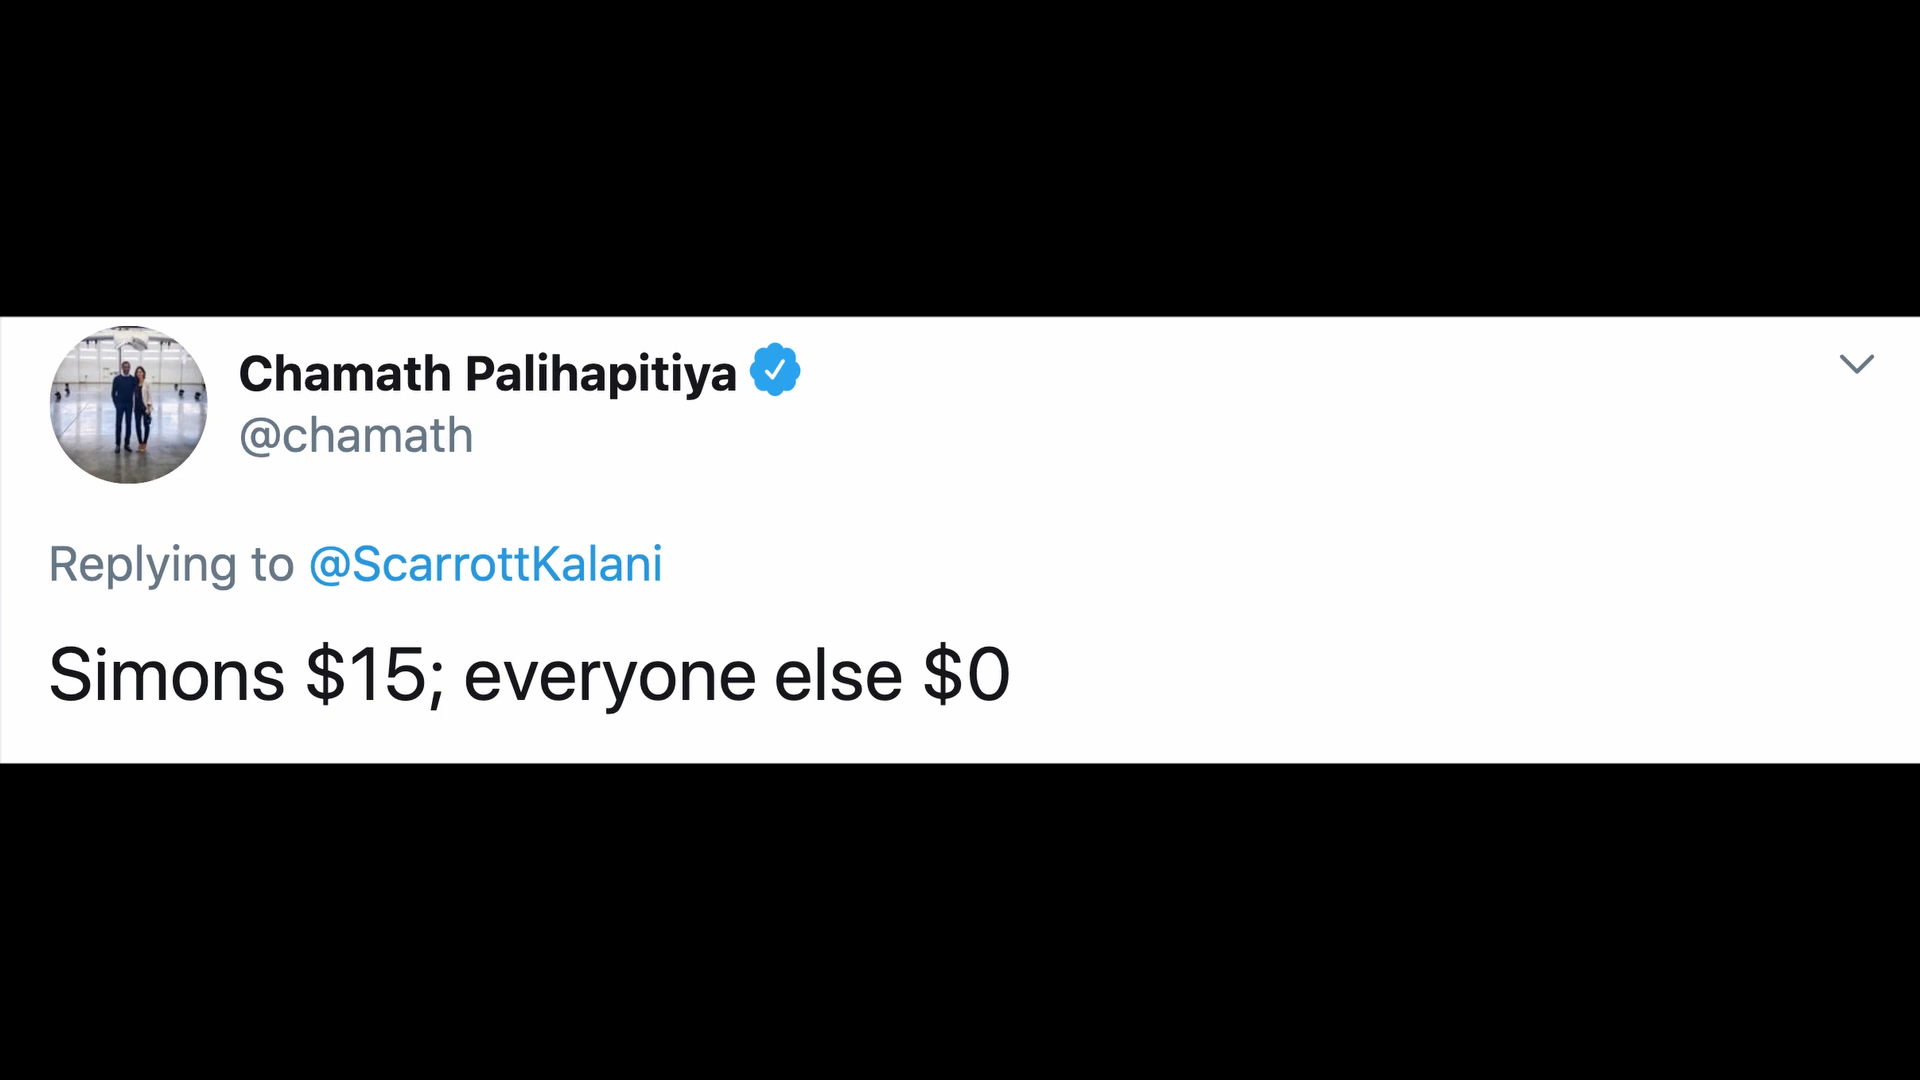 Chamath Palihapitiya
@chamath
Replying to @ScarrottKalani
Simons $15; everyone else $0